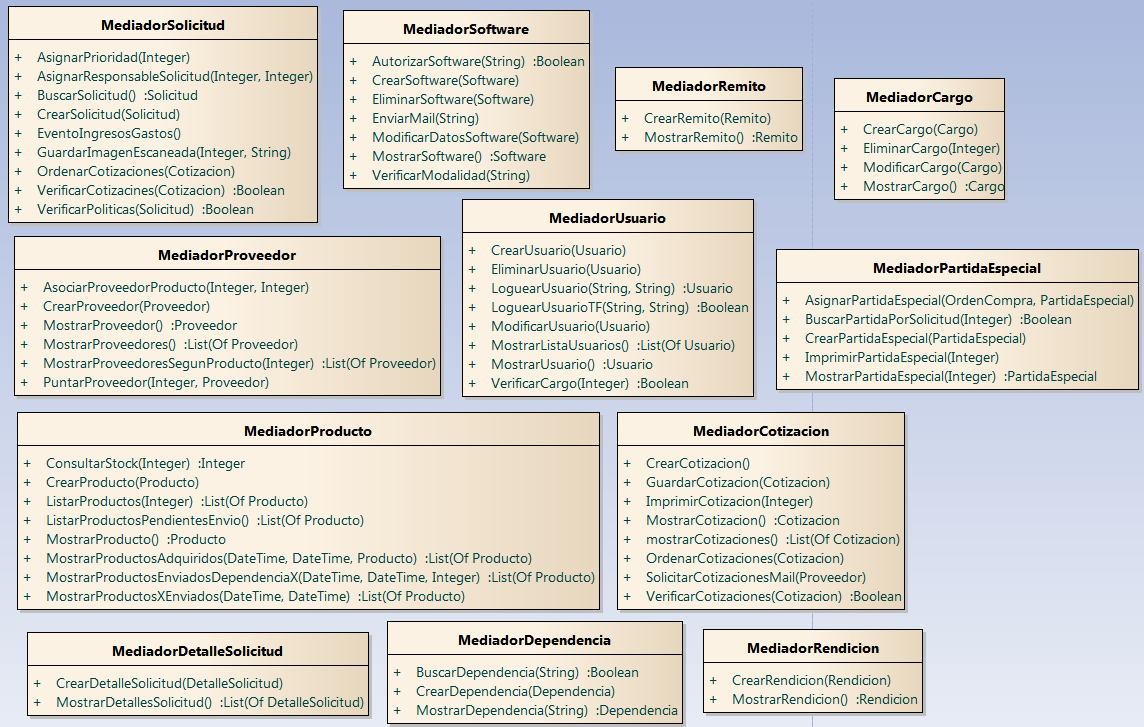 MediadorSolicitud
+ AsignarPrioridad(Integer)
+ AsignarResponsableSolicitud(Integer, Integer)
+ BuscarSolicitud() :Solicitud
+ CrearSolicitud(Solicitud)
+ EventoIngresosGastos()
+ GuardarImagenEscaneada(Integer, String)
+ OrdenarCotizaciones(Cotizacion)
+ VerificarCotizacines(Cotizacion) :Boolean
+ VerificarPoliticas(Solicitud) :Boolean
MediadorSoftware
+ AutorizarSoftware(String) :Boolean
+ CrearSoftware(Software)
+ EliminarSoftware(Software)
+ EnviarMail(String)
+ ModificarDatosSoftware(Software)
+ MostrarSoftware() :Software
+ VerificarModalidad(String)
MediadorRemito
+ CrearRemito(Remito)
+ MostrarRemito() :Remito
MediadorCargo
+ CrearCargo(Cargo)
+ EliminarCargo(Integer)
+ ModificarCargo(Cargo)
+ MostrarCargo() :Cargo
MediadorProveedor
+ AsociarProveedorProducto(Integer, Integer)
+ CrearProveedor(Proveedor)
+ MostrarProveedor() :Proveedor
+ MostrarProveedores() :List(Of Proveedor)
+ MostrarProveedoresSegunProducto(Integer) :List(Of Proveedor)
+ PuntarProveedor(Integer, Proveedor)
MediadorUsuario
+ CrearUsuario(Usuario)
+ EliminarUsuario(Usuario)
+ LoguearUsuario(String, String) :Usuario
+ LoguearUsuarioTF(String, String) :Boolean
+ ModificarUsuario(Usuario)
+ MostrarListaUsuarios() :List(Of Usuario)
+ MostrarUsuario() :Usuario
+ VerificarCargo(Integer) :Boolean
MediadorPartidaEspecial
+ AsignarPartidaEspecial(OrdenCompra, PartidaEspecial)
+ BuscarPartidaPorSolicitud(Integer) :Boolean
+ CrearPartidaEspecial(PartidaEspecial)
+ ImprimirPartidaEspecial(Integer)
+ MostrarPartidaEspecial(Integer) :PartidaEspecial
MediadorProducto
+ ConsultarStock(Integer) :Integer
+ CrearProducto(Producto)
+ ListarProductos(Integer) :List(Of Producto)
+ ListarProductosPendientesEnvio() :List(Of Producto)
+ MostrarProducto() :Producto
+ MostrarProductosAdquiridos(DateTime, DateTime, Producto) :List(Of Producto)
+ MostrarProductosEnviadosDependenciaX(DateTime, DateTime, Integer) :List(Of Producto)
+ MostrarProductosXEnviados(DateTime, DateTime) :List(Of Producto)
MediadorCotizacion
+ CrearCotizacion()
+ GuardarCotizacion(Cotizacion)
+ ImprimirCotizacion(Integer)
+ MostrarCotizacion() :Cotizacion
+ mostrarCotizaciones() :List(Of Cotizacion)
+ OrdenarCotizaciones(Cotizacion)
+ SolicitarCotizacionesMail(Proveedor)
+ VerificarCotizaciones(Cotizacion) :Boolean
MediadorDetalleSolicitud
+ CrearDetalleSolicitud(DetalleSolicitud)
+ MostrarDetallesSolicitud() :List(Of DetalleSolicitud)
MediadorDependencia
+ BuscarDependencia(String) :Boolean
+ CrearDependencia(Dependencia)
+ MostrarDependencia(String) :Dependencia
MediadorRendicion
+ CrearRendicion(Rendicion)
+ MostrarRendicion() :Rendicion